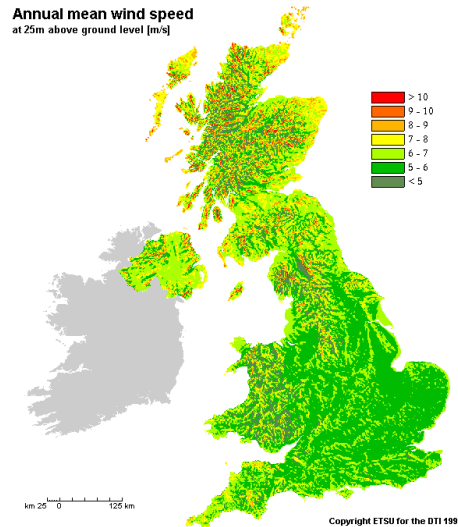 Annual mean wind speed
at 25m above ground level [m/s]
> 10
9 - 10
8 - 9
7 - 8
6 - 7
5 - 6
< 5
km 25 0 125 km
Copyright ETSU for the DTI 199